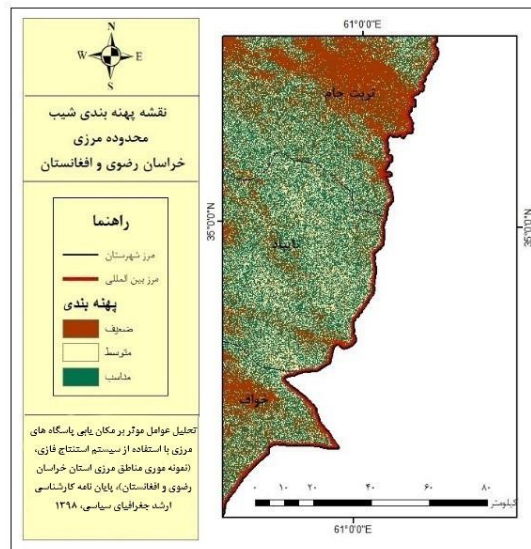 N
W E
S
نقشه پهنه بندی شیب
محدوده مرزی
خراسان رضوی و افغانستان
راهنما
مرز شهرستان
مرز بین المللی
پهنه بندی
ضعیف
متوسط
مناسب
تحلیل عوامل موثر بر مکان یابی پاسگاه های
مرزی با استفاده از سیستم استنتاج فازی،
(نمونه موری مناطق مرزی استان خراسان
رضوی و افغانستان)، پایان نامه کارشناسی
ارشد جغرافیای سیاسی، ۱۳۹۸
61°0'0"E
35°0'0"N
35°0'0"N
تربت جام
تایباد
خواف
۰ ۱۰ ۲۰ ۴۰ ۶۰ ۸۰
کیلومتر
61°0'0"E